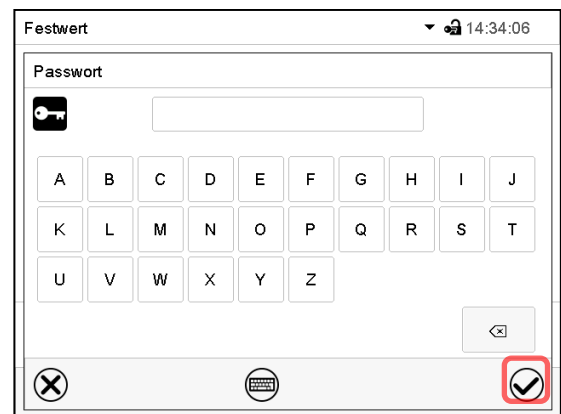 Festwert 14:34:06
Passwort
A B C D E F G H I J
K L M N O P Q R S T
U V W X Y Z